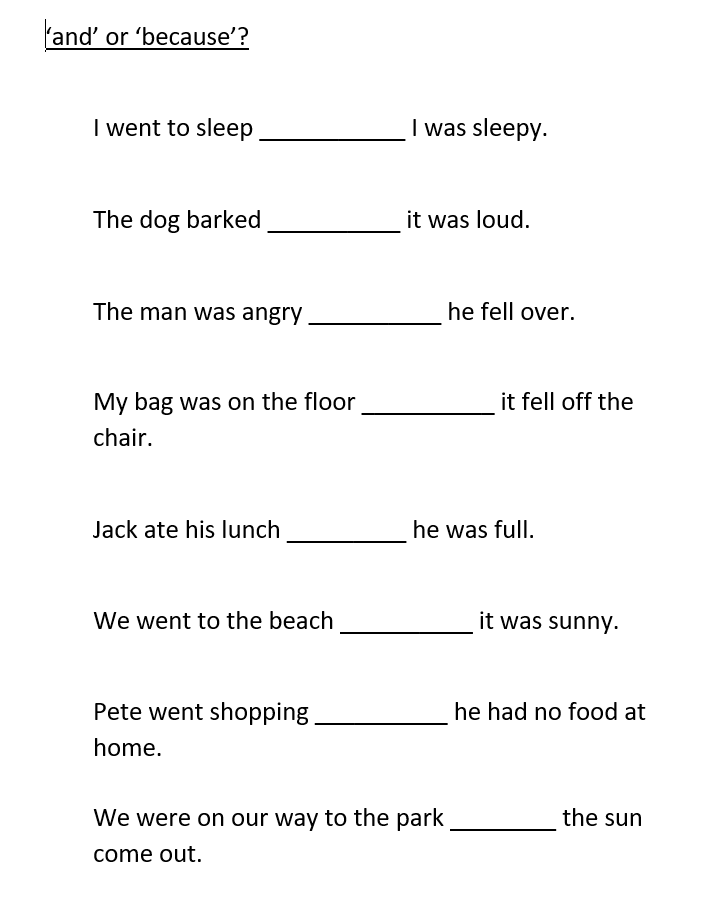 ‘and’ or ‘because’?
I went to sleep ___________ I was sleepy.
The dog barked __________ it was loud.
The man was angry __________ he fell over.
My bag was on the floor __________ it fell off the
chair.
Jack ate his lunch _________ he was full.
We went to the beach __________ it was sunny.
Pete went shopping __________ he had no food at
home.
We were on our way to the park ________ the sun
come out.